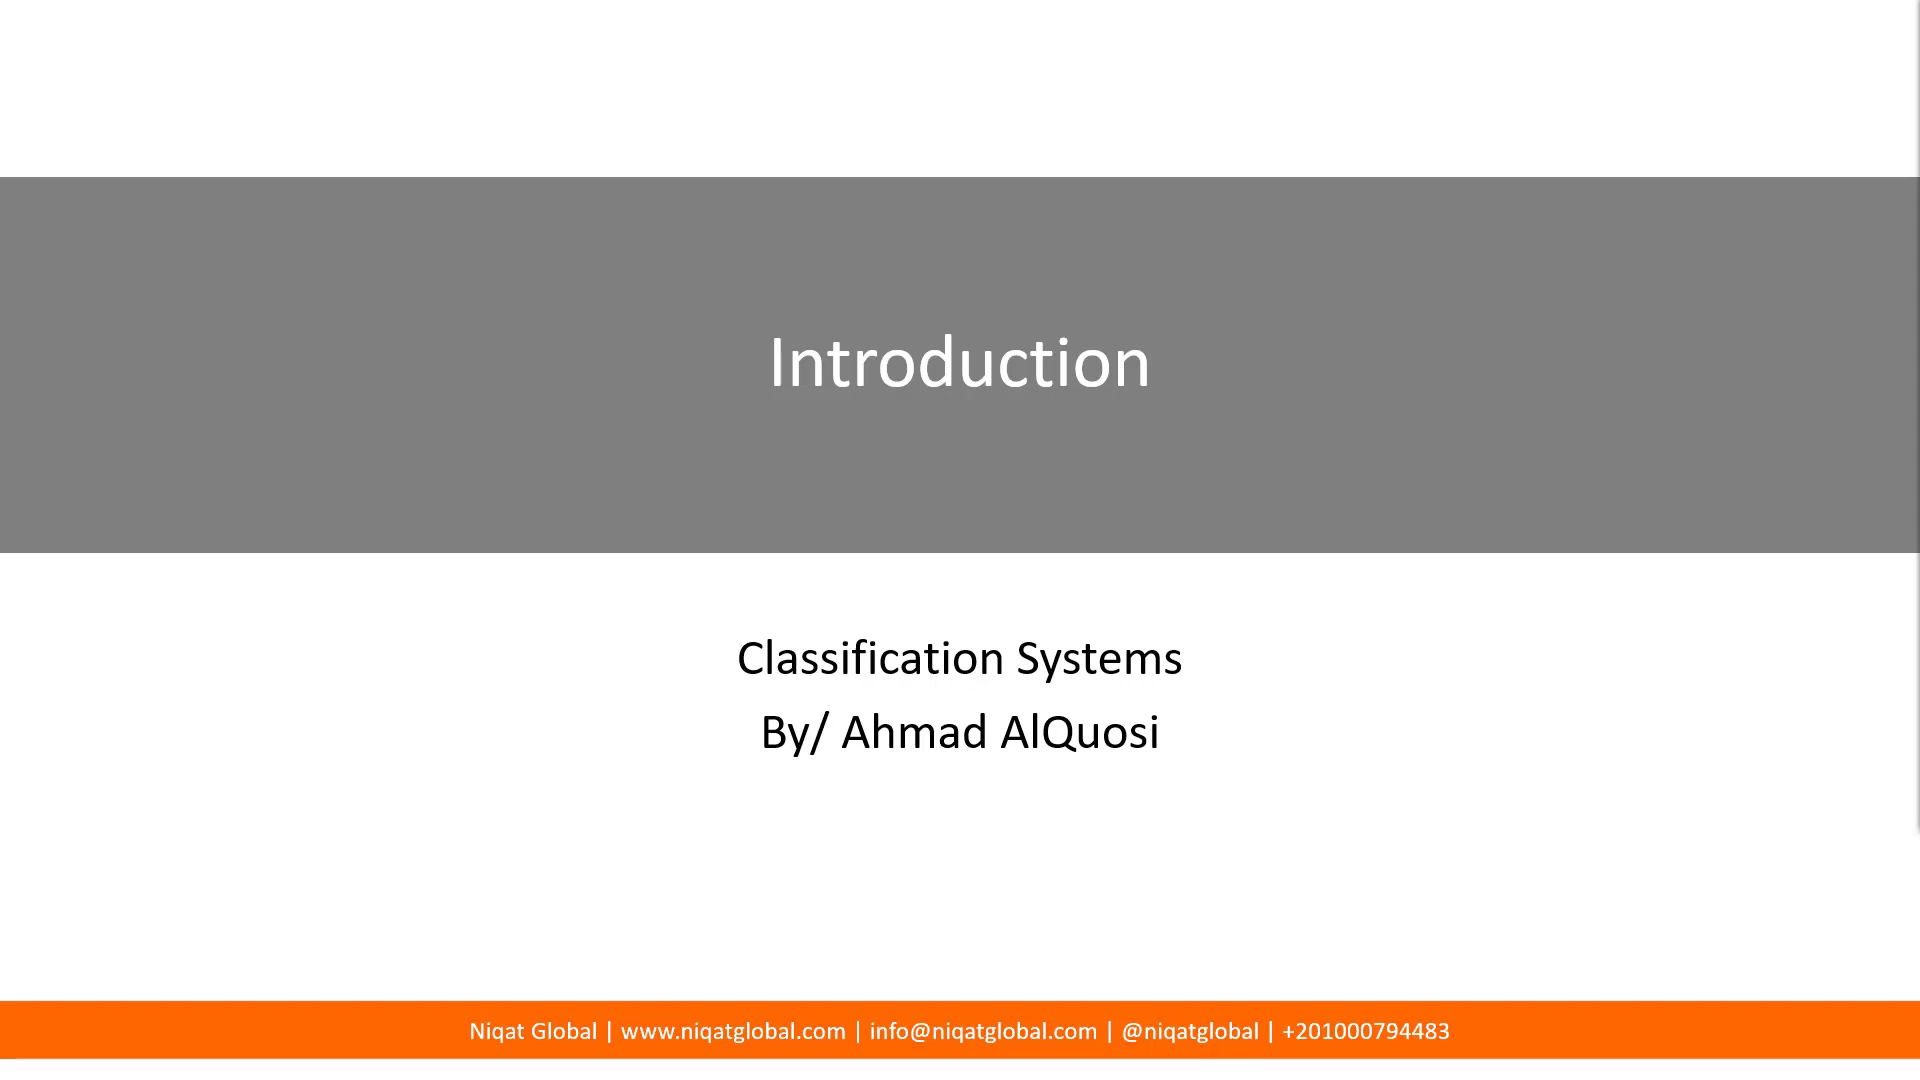 Introduction
Classification Systems
By/ Ahmad AlQuosi
Niqat Global | www.niqatglobal.com | info@niqatglobal.com | @niqatglobal | +201000794483